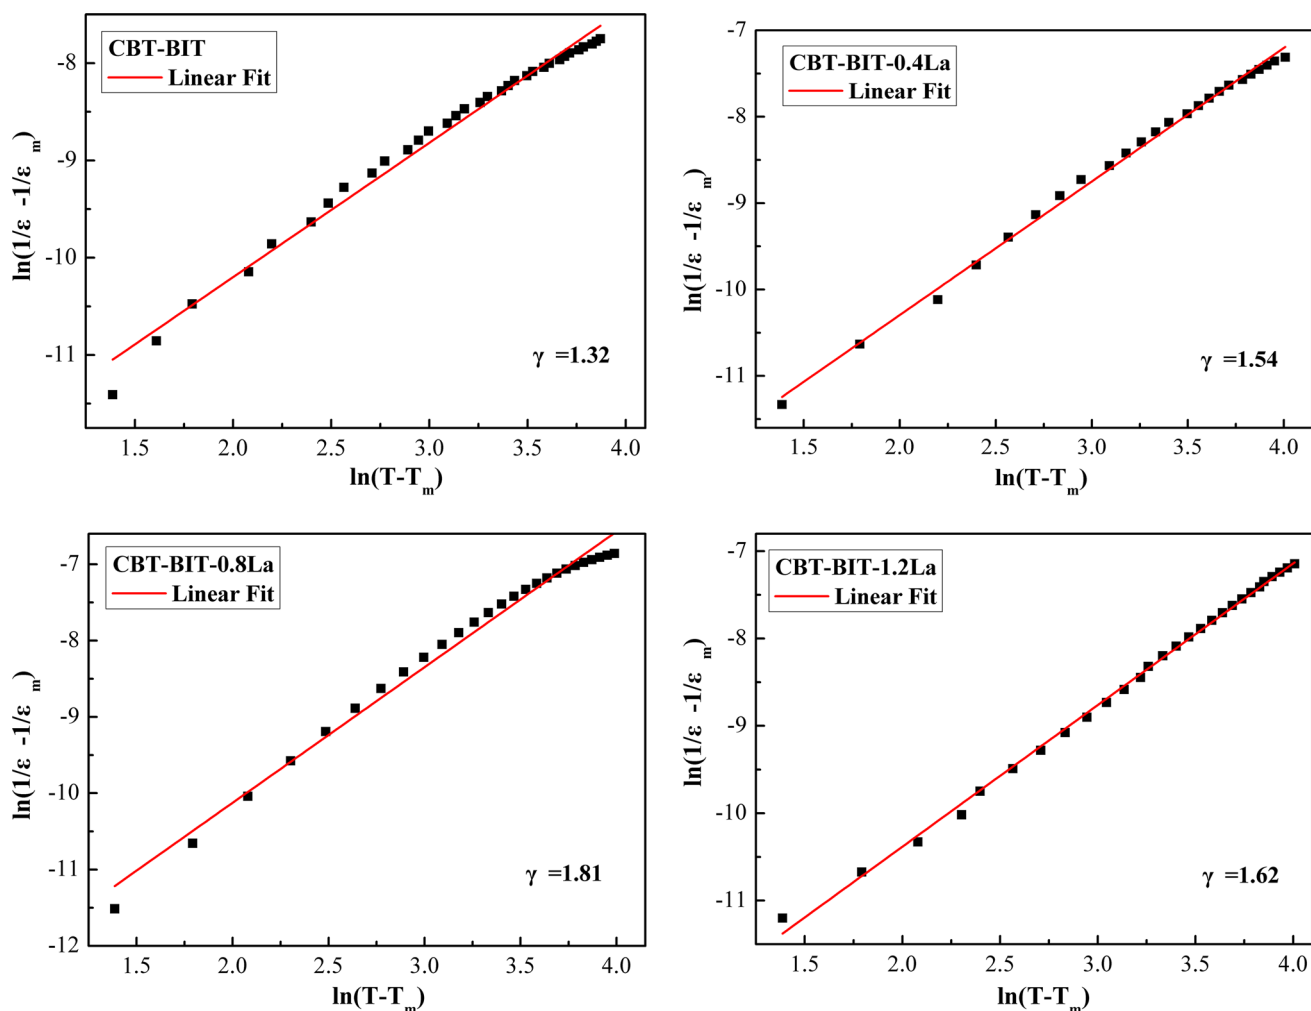 CBT-BIT
Linear Fit
-8
-9
-10
-11
ln(1/ε -1/ε m)
γ =1.32
1.5 2.0 2.5 3.0 3.5 4.0
ln(T-Tm)
CBT-BIT-0.4La
Linear Fit
-7
-8
-9
-10
-11
ln(1/ε -1/ε m)
γ =1.54
1.5 2.0 2.5 3.0 3.5 4.0
ln(T-Tm)
CBT-BIT-0.8La
Linear Fit
-7
-8
-9
-10
-11
-12
ln(1/ε -1/ε m)
γ =1.81
1.5 2.0 2.5 3.0 3.5 4.0
ln(T-Tm)
CBT-BIT-1.2La
Linear Fit
-7
-8
-9
-10
-11
ln(1/ε -1/ε m)
γ =1.62
1.5 2.0 2.5 3.0 3.5 4.0
ln(T-Tm)